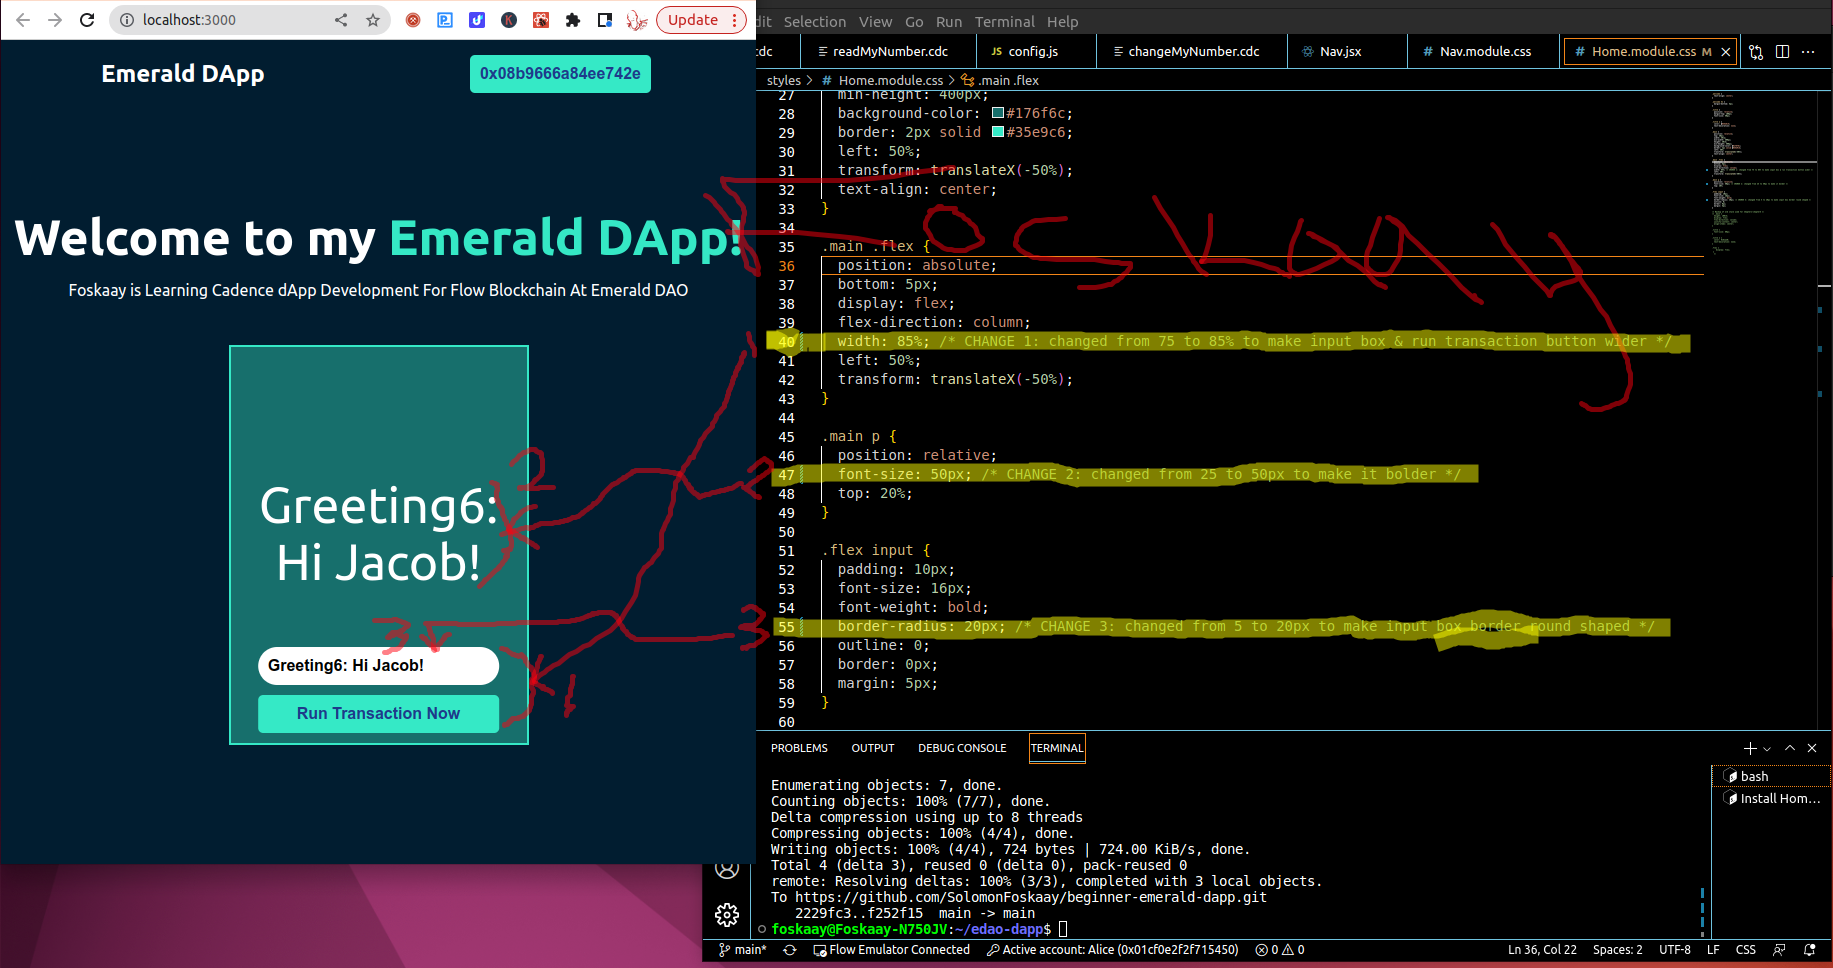 localhost:3000
Update
Emerald DApp
0x08b9666a84ee742e
Welcome to my Emerald DApp!
Foskaay is Learning Cadence dApp Development For Flow Blockchain At Emerald DAO
Greeting6:
Hi Jacob!
Greeting6: Hi Jacob!
Run Transaction Now
2
3
1
dit Selection View Go Run Terminal Help
cdc readMyNumber.cdc JS config.js changeMyNumber.cdc Nav.jsx # Nav.module.css # Home.module.css M
styles > # Home.module.css > .main .flex
27 min-height: 400px;
28 background-color: #176f6c;
29 border: 2px solid #35e9c6;
30 left: 50%;
31 transform: translateX(-50%);
32 text-align: center;
33 }
34
35 .main .flex {
36 position: absolute;
37 bottom: 5px;
38 display: flex;
39 flex-direction: column;
40 width: 85%; /* CHANGE 1: changed from 75 to 85% to make input box & run transaction button wider */
41 left: 50%;
42 transform: translateX(-50%);
43 }
44
45 .main p {
46 position: relative;
47 font-size: 50px; /* CHANGE 2: changed from 25 to 50px to make it bolder */
48 top: 20%;
49 }
50
51 .flex input {
52 padding: 10px;
53 font-size: 16px;
54 font-weight: bold;
55 border-radius: 20px; /* CHANGE 3: changed from 5 to 20px to make input box border round shaped */
56 outline: 0;
57 border: 0px;
58 margin: 5px;
59 }
60
Foskaay
1
2
3
PROBLEMS OUTPUT DEBUG CONSOLE TERMINAL
Enumerating objects: 7, done.
Counting objects: 100% (7/7), done.
Delta compression using up to 8 threads
Compressing objects: 100% (4/4), done.
Writing objects: 100% (4/4), 724 bytes | 724.00 KiB/s, done.
Total 4 (delta 3), reused 0 (delta 0), pack-reused 0
remote: Resolving deltas: 100% (3/3), completed with 3 local objects.
To https://github.com/SolomonFoskaay/beginner-emerald-dapp.git
2229fc3..f252f15 main -> main
foskaay@Foskaay-N750JV:~/edao-dapp$
bash
Install Hom...
main* Flow Emulator Connected Active account: Alice (0x01cf0e2f2f715450) 0 0 Ln 36, Col 22 Spaces: 2 UTF-8 LF CSS